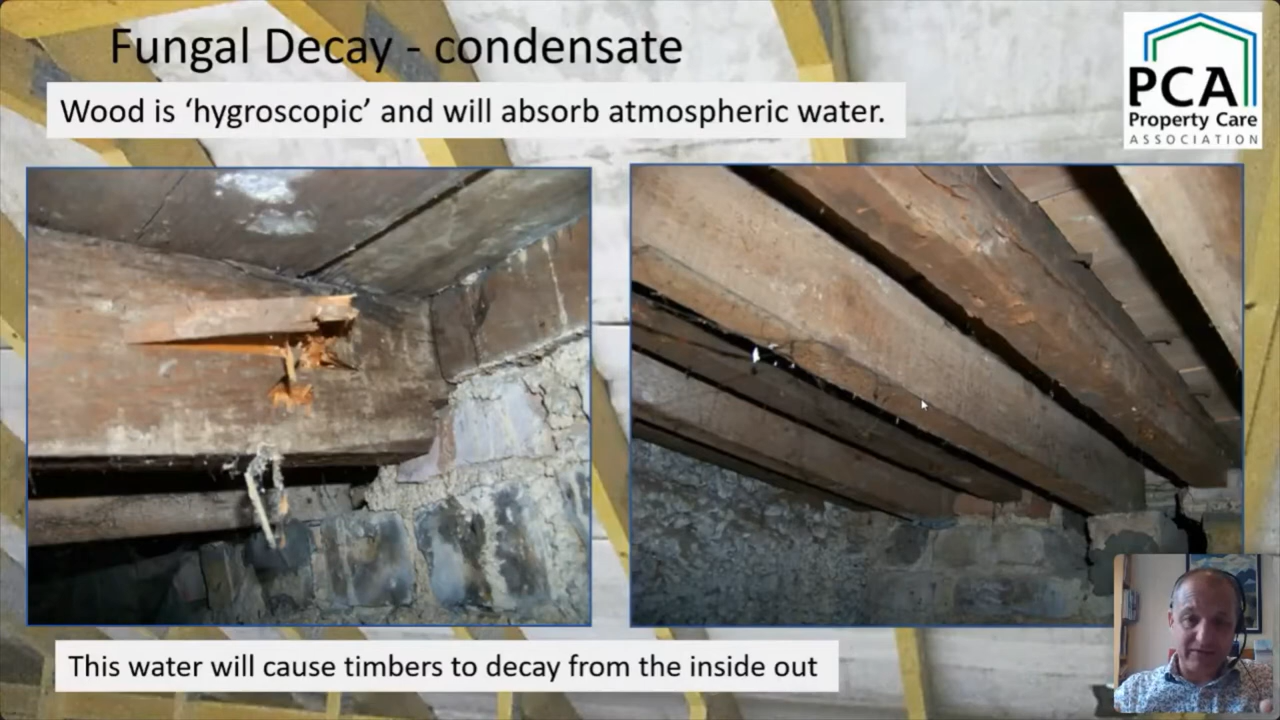 Fungal Decay - condensate
Wood is ‘hygroscopic’ and will absorb atmospheric water.
PCA
Property Care
ASSOCIATION
This water will cause timbers to decay from the inside out